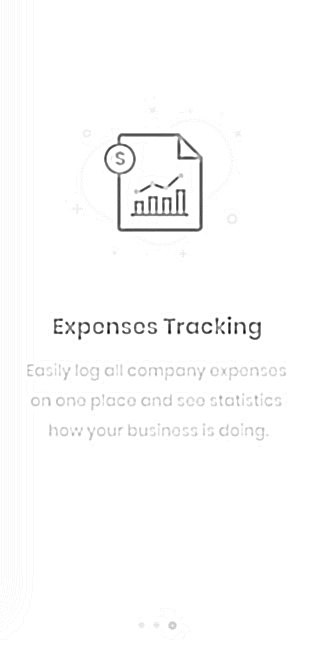 $
Expenses Tracking
Easily log all company expenses
on one place and see statistics
how your business is doing.